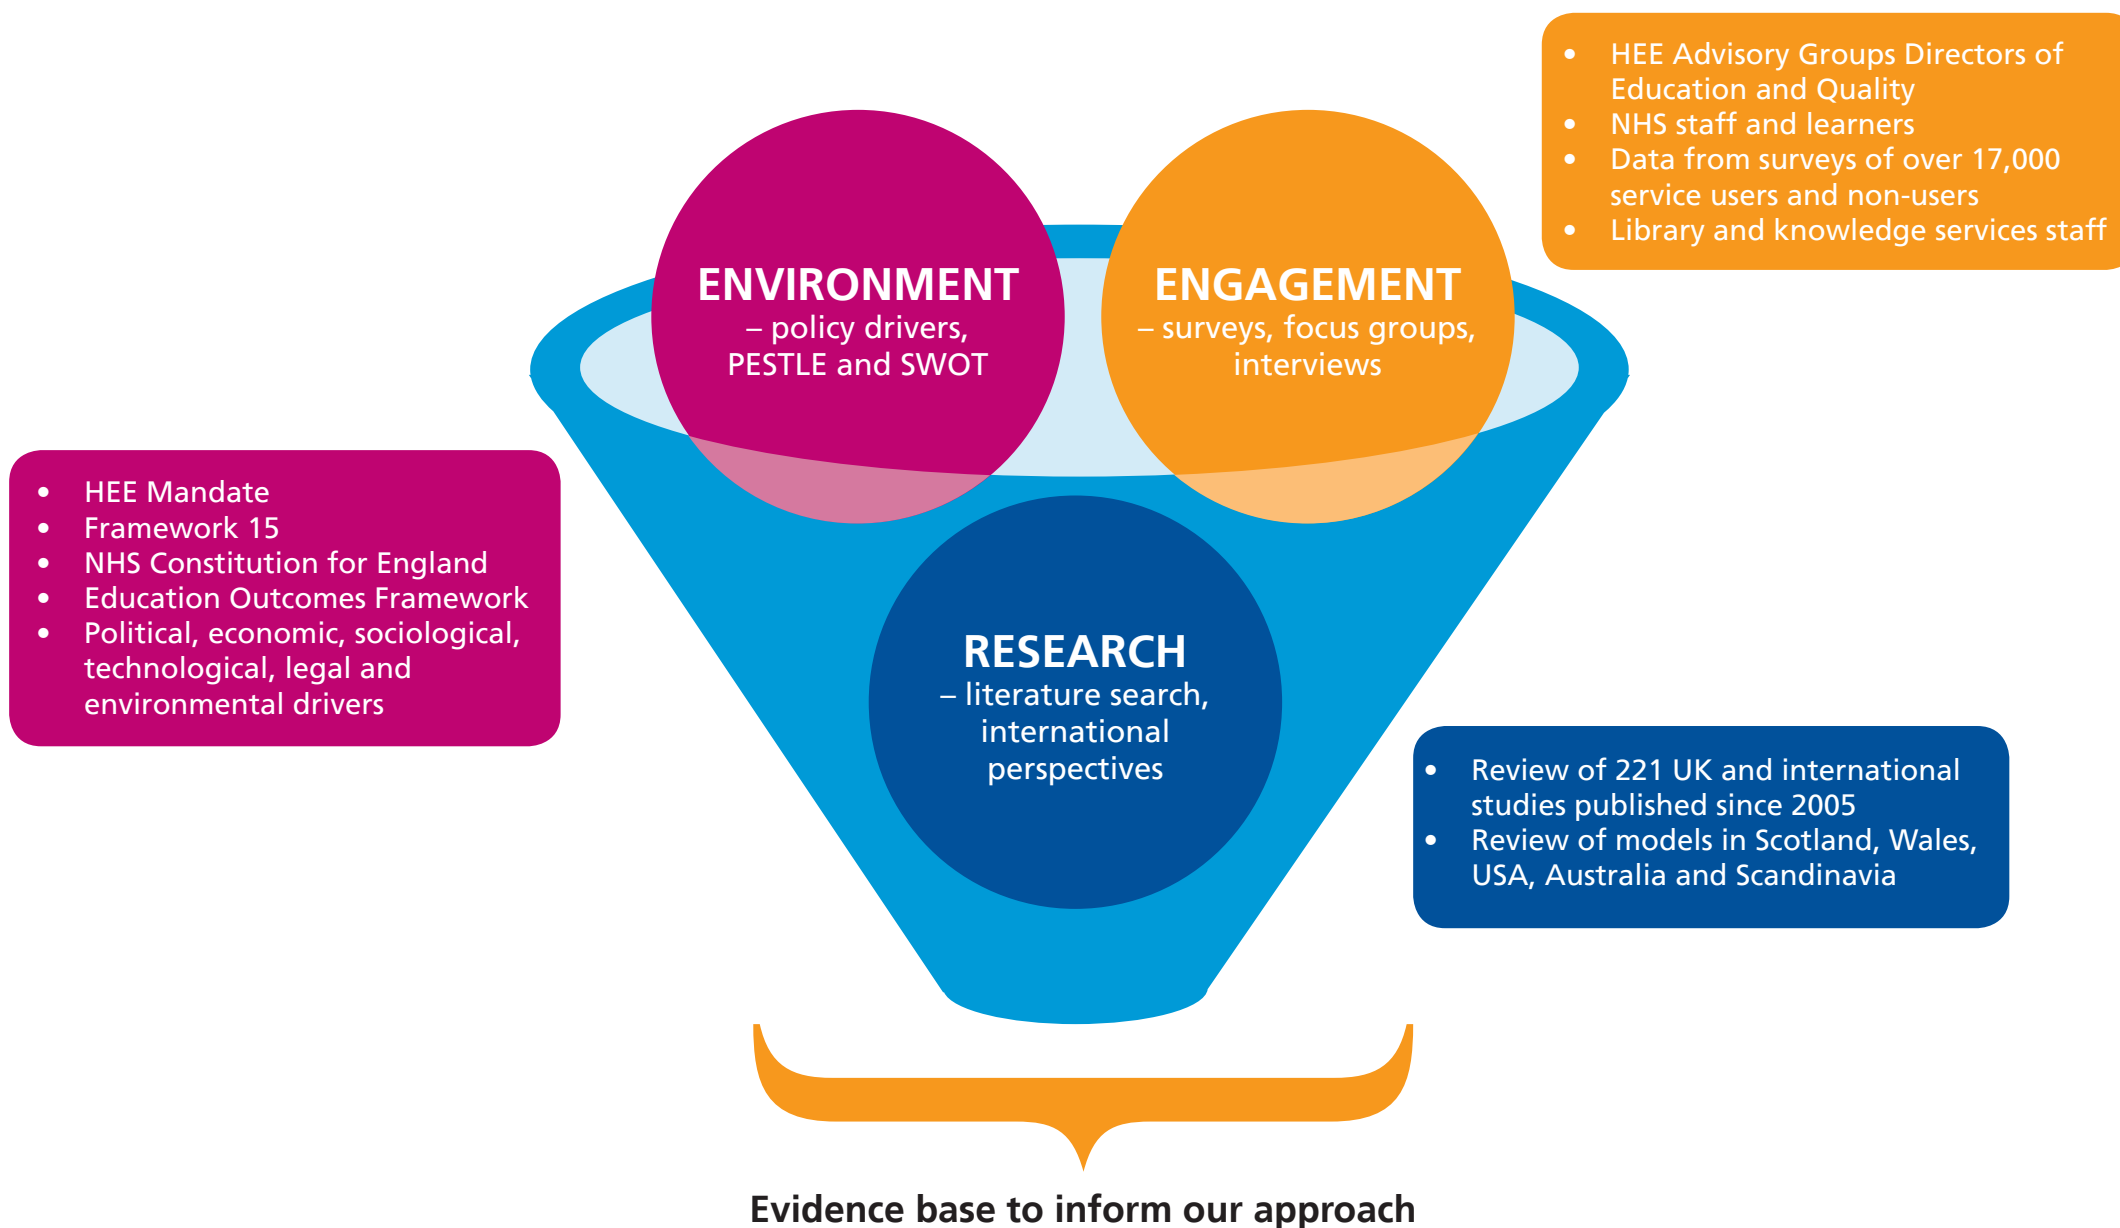 • HEE Advisory Groups Directors of
Education and Quality
• NHS staff and learners
• Data from surveys of over 17,000
service users and non-users
• Library and knowledge services staff
ENVIRONMENT
– policy drivers,
PESTLE and SWOT
ENGAGEMENT
– surveys, focus groups,
interviews
• HEE Mandate
• Framework 15
• NHS Constitution for England
• Education Outcomes Framework
• Political, economic, sociological,
technological, legal and
environmental drivers
RESEARCH
– literature search,
international
perspectives
• Review of 221 UK and international
studies published since 2005
• Review of models in Scotland, Wales,
USA, Australia and Scandinavia
Evidence base to inform our approach